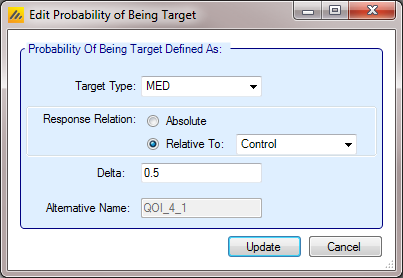 Edit Probability of Being Target
Probability Of Being Target Defined As:
Target Type: MED
Response Relation: Absolute
Relative To: Control
Delta: 0.5
Alternative Name: QOI_4_1
Update Cancel